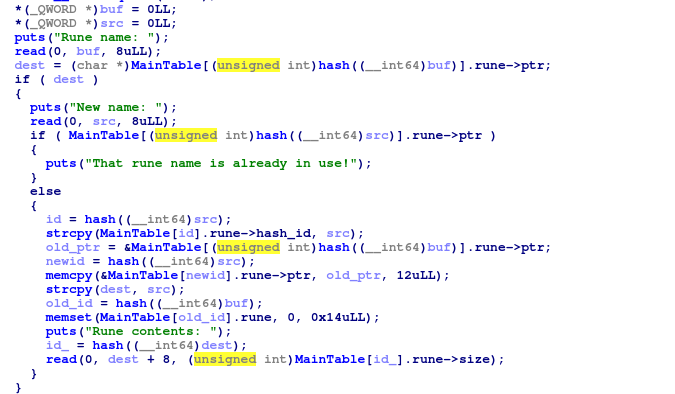 *(_QWORD *)buf = 0LL;
*(_QWORD *)src = 0LL;
puts("Rune name: ");
read(0, buf, 8uLL);
dest = (char *)MainTable[(unsigned int)hash((__int64)buf)].rune->ptr;
if ( dest )
{
puts("New name: ");
read(0, src, 8uLL);
if ( MainTable[(unsigned int)hash((__int64)src)].rune->ptr )
{
puts("That rune name is already in use!");
}
else
{
id = hash((__int64)src);
strcpy(MainTable[id].rune->hash_id, src);
old_ptr = &MainTable[(unsigned int)hash((__int64)buf)].rune->ptr;
newid = hash((__int64)src);
memcpy(&MainTable[newid].rune->ptr, old_ptr, 12uLL);
strcpy(dest, src);
old_id = hash((__int64)buf);
memset(MainTable[old_id].rune, 0, 0x14uLL);
puts("Rune contents: ");
id_ = hash((__int64)dest);
read(0, dest + 8, (unsigned int)MainTable[id_].rune->size);
}
}